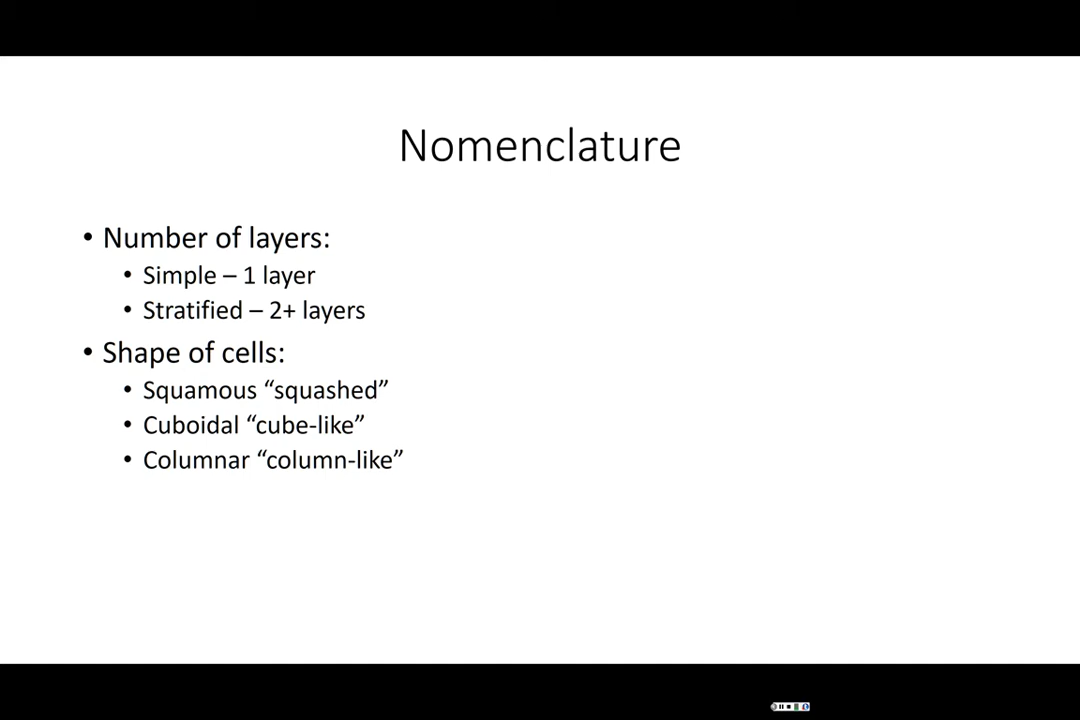 Nomenclature
• Number of layers:
• Simple – 1 layer
• Stratified – 2+ layers
• Shape of cells:
• Squamous “squashed”
• Cuboidal “cube-like”
• Columnar “column-like”